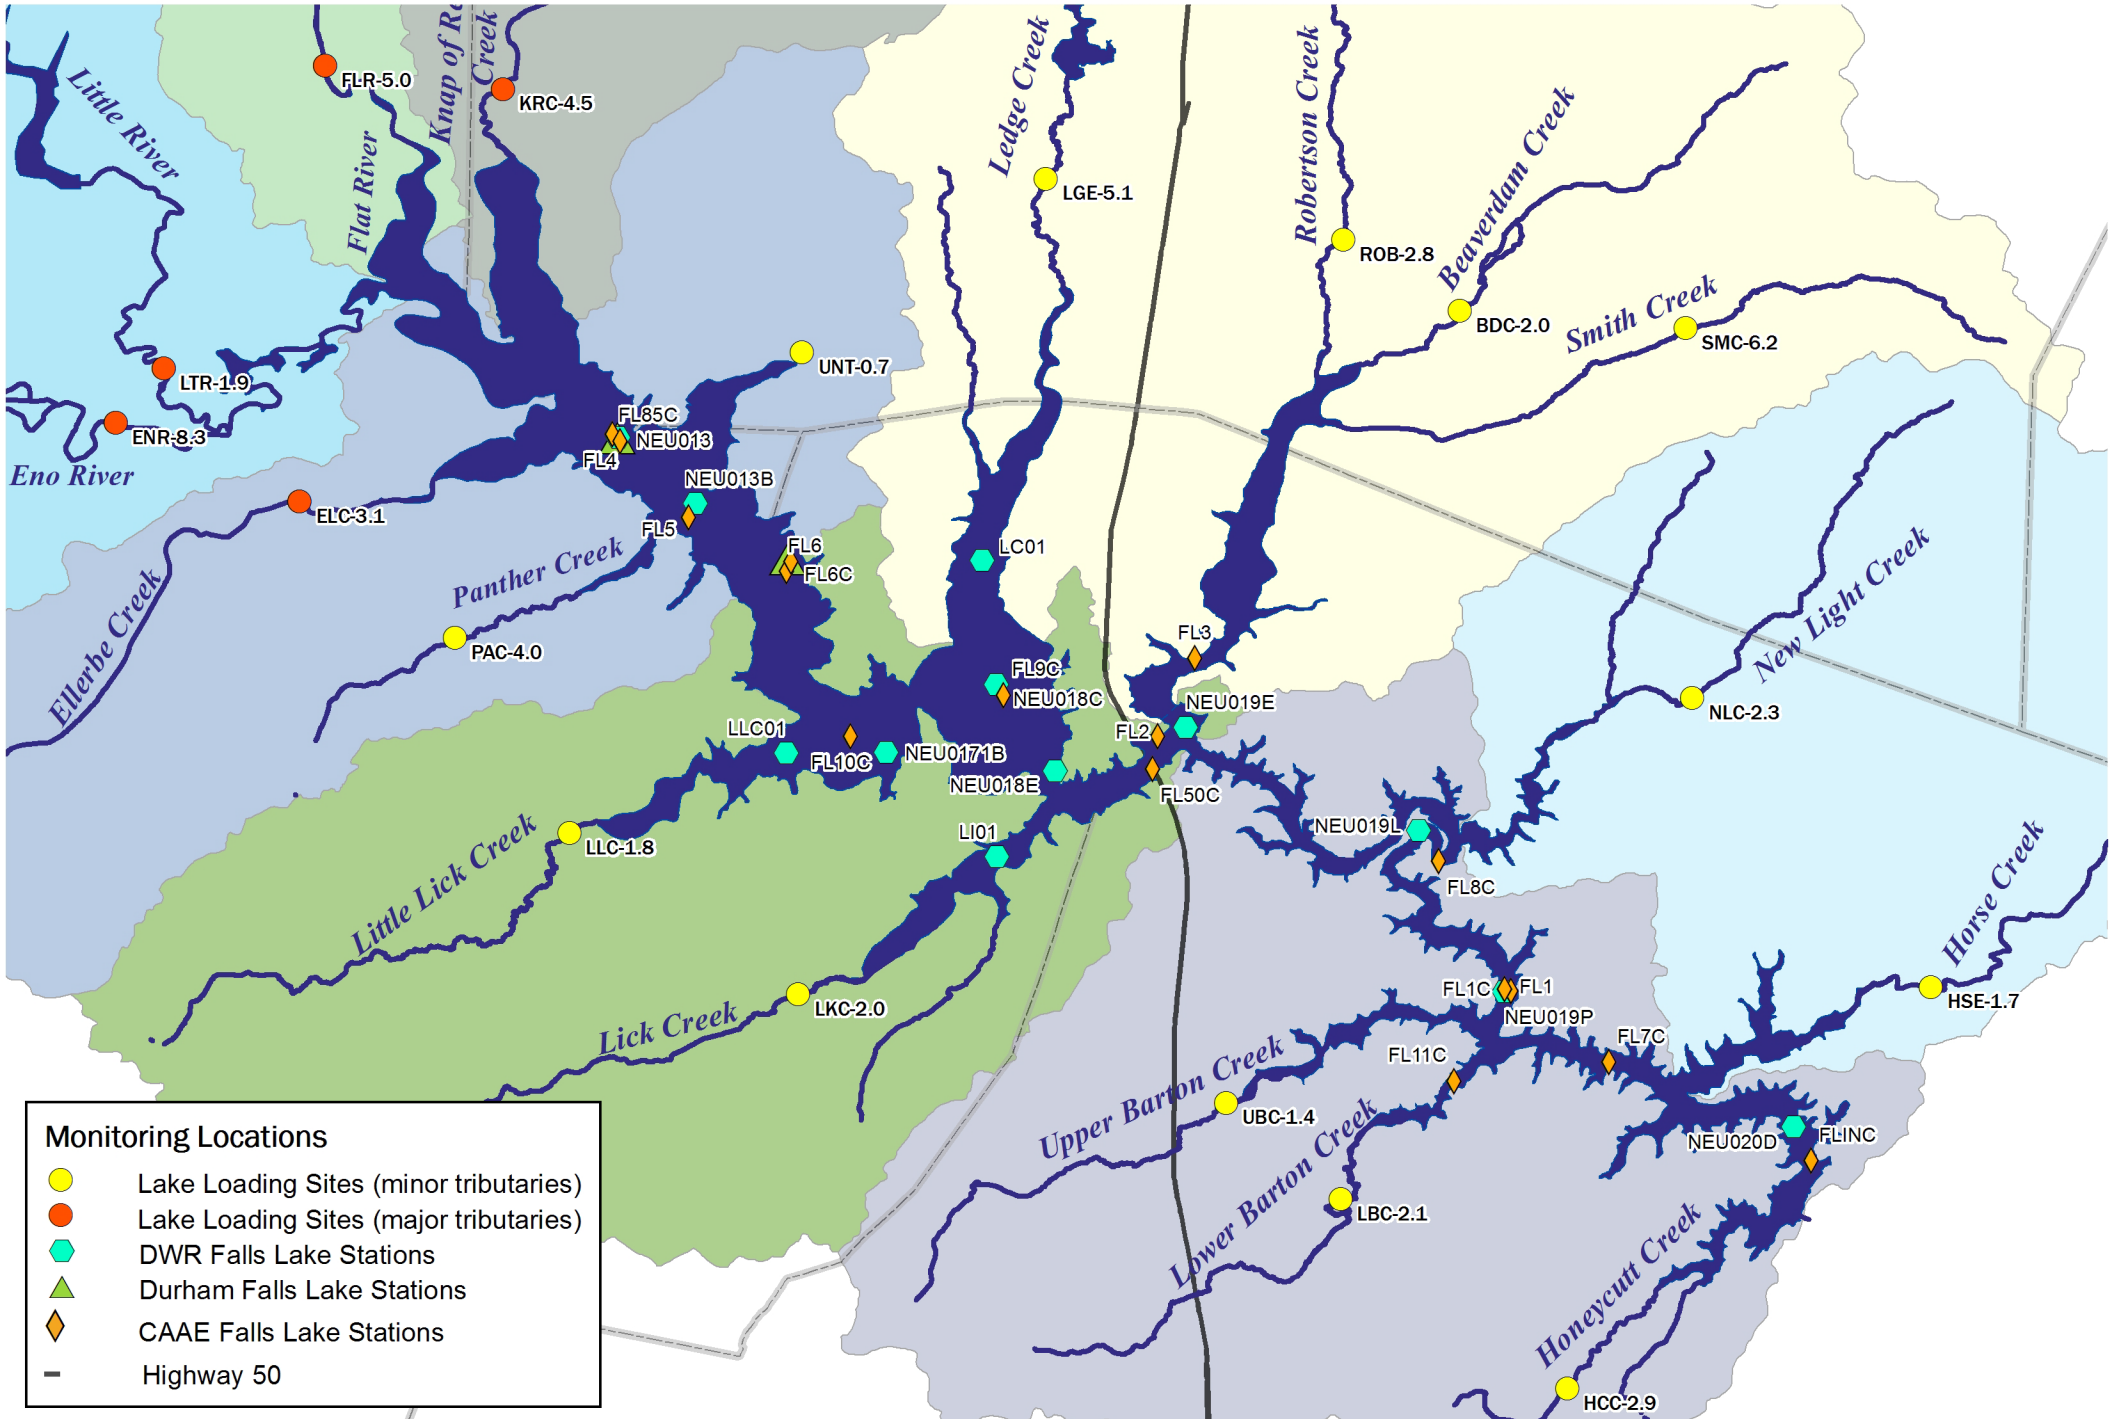 Little River
FLR-5.0
Knap of R
Creek
KRC-4.5
Flat River
Ledge Creek
LGE-5.1
Robertson Creek
ROB-2.8
Beaverdam Creek
BDC-2.0
Smith Creek
SMC-6.2
LTR-1.9
ENR-8.3
Eno River
UNT-0.7
FL85C
NEU013
FL4
NEU013B
FL5
ELC-3.1
Ellerbe Creek
Panther Creek
PAC-4.0
FL6
FL6C
LC01
FL3
FL9C
NEU018C
NEU019E
FL2
New Light Creek
NLC-2.3
LLC01
FL10C
NEU0171B
NEU018E
FL50C
LI01
NEU019L
FL8C
Little Lick Creek
LLC-1.8
Lick Creek
LKC-2.0
FL1C
FL1
NEU019P
FL7C
FL11C
Horse Creek
HSE-1.7
Upper Barton Creek
UBC-1.4
Lower Barton Creek
LBC-2.1
NEU020D
FLINC
Honeycutt Creek
HCC-2.9
Monitoring Locations
Lake Loading Sites (minor tributaries)
Lake Loading Sites (major tributaries)
DWR Falls Lake Stations
Durham Falls Lake Stations
CAAE Falls Lake Stations
Highway 50